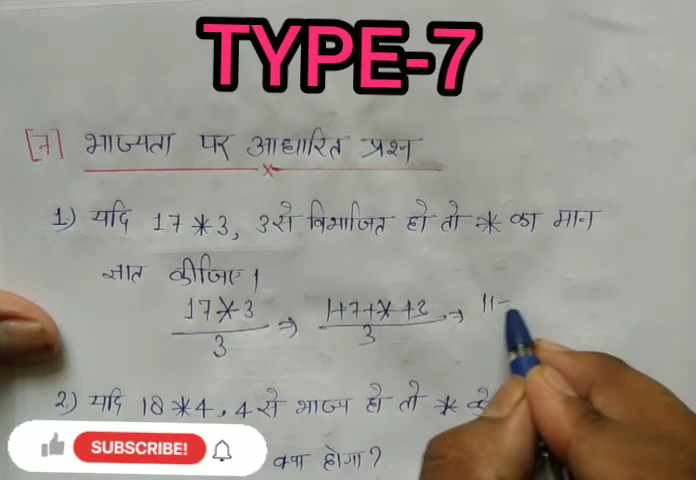 TYPE-7
[7] भाज्यता पर आधारित प्रश्न
1.) यदि 17*3, 3 से विभाजित हो तो * का मान
ज्ञात कीजिए।
17*3/3 ⇒ 1+7+*+3/3 ⇒ 11-
2.) यदि 18*4, 4 से भाज्य हो तो * के
SUBSCRIBE! क्या होगा?